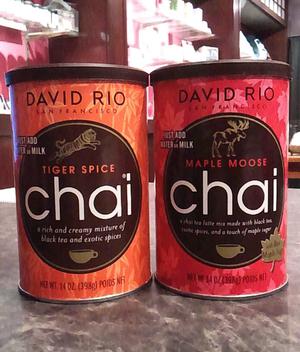 DAVID RIO
SAN FRANCISCO
JUST ADD
WATER or MILK
TIGER SPICE
chai
a rich and creamy mixture of
black tea and exotic spices
NET WT. 14 OZ (398g) POIDS NET
DAVID RIO
SAN FRANCISCO
JUST ADD
WATER or MILK
MAPLE MOOSE
chai
a chai tea latte mix made with black tea,
exotic spices, and a touch of maple sugar
NET WT. 14 OZ (398g) POIDS NET